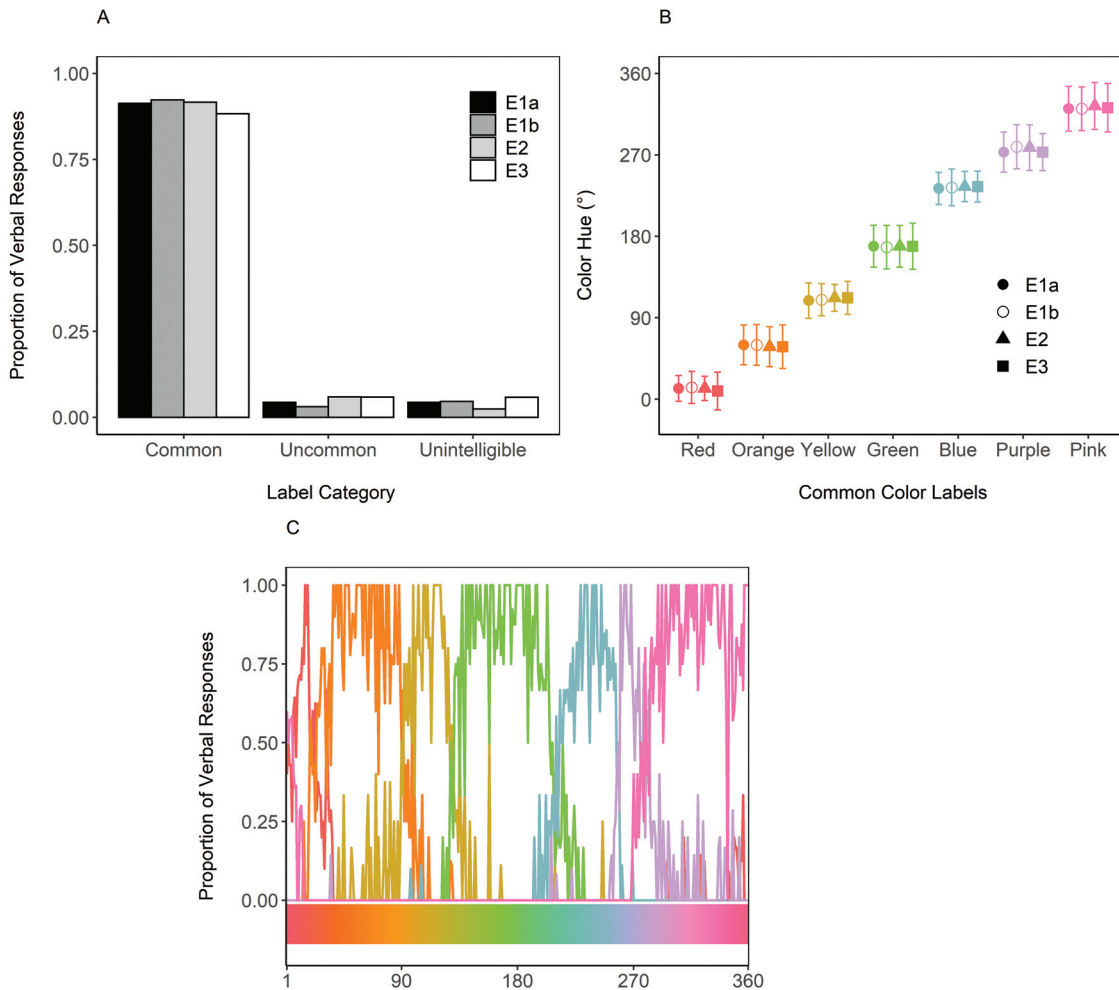 A
Proportion of Verbal Responses
1.00
0.75
0.50
0.25
0.00
E1a
E1b
E2
E3
Common
Uncommon
Unintelligible
Label Category
B
Color Hue (°)
360
270
180
90
0
E1a
E1b
E2
E3
Red
Orange
Yellow
Green
Blue
Purple
Pink
Common Color Labels
C
Proportion of Verbal Responses
1.00
0.75
0.50
0.25
0.00
1
90
180
270
360